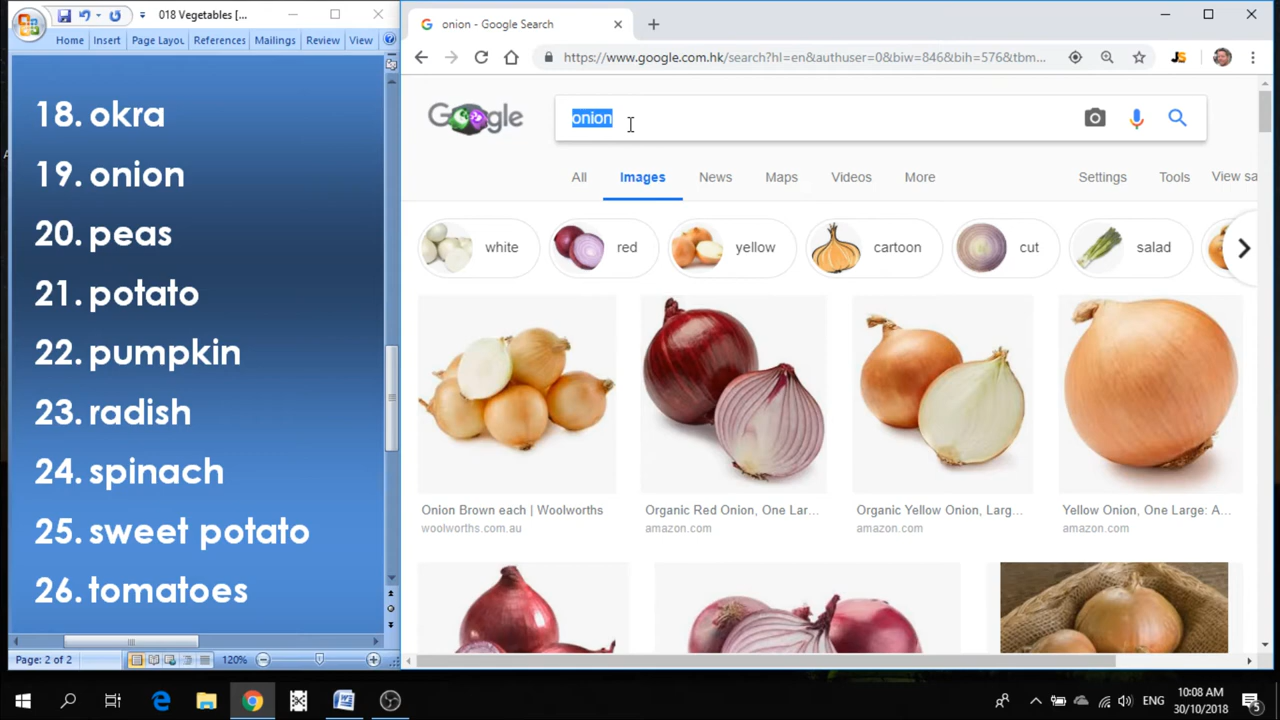 018 Vegetables [...
Home Insert Page Layou References Mailings Review View
18. okra
19. onion
20. peas
21. potato
22. pumpkin
23. radish
24. spinach
25. sweet potato
26. tomatoes
Page: 2 of 2
120%
onion - Google Search
https://www.google.com.hk/search?hl=en&authuser=0&biw=846&bih=576&tbm...
JS
Google
onion
All Images News Maps Videos More Settings Tools View sa
white red yellow cartoon cut salad
Onion Brown each | Woolworths
woolworths.com.au
Organic Red Onion, One Lar...
amazon.com
Organic Yellow Onion, Larg...
amazon.com
Yellow Onion, One Large: A...
amazon.com
ENG
10:08 AM
30/10/2018
5